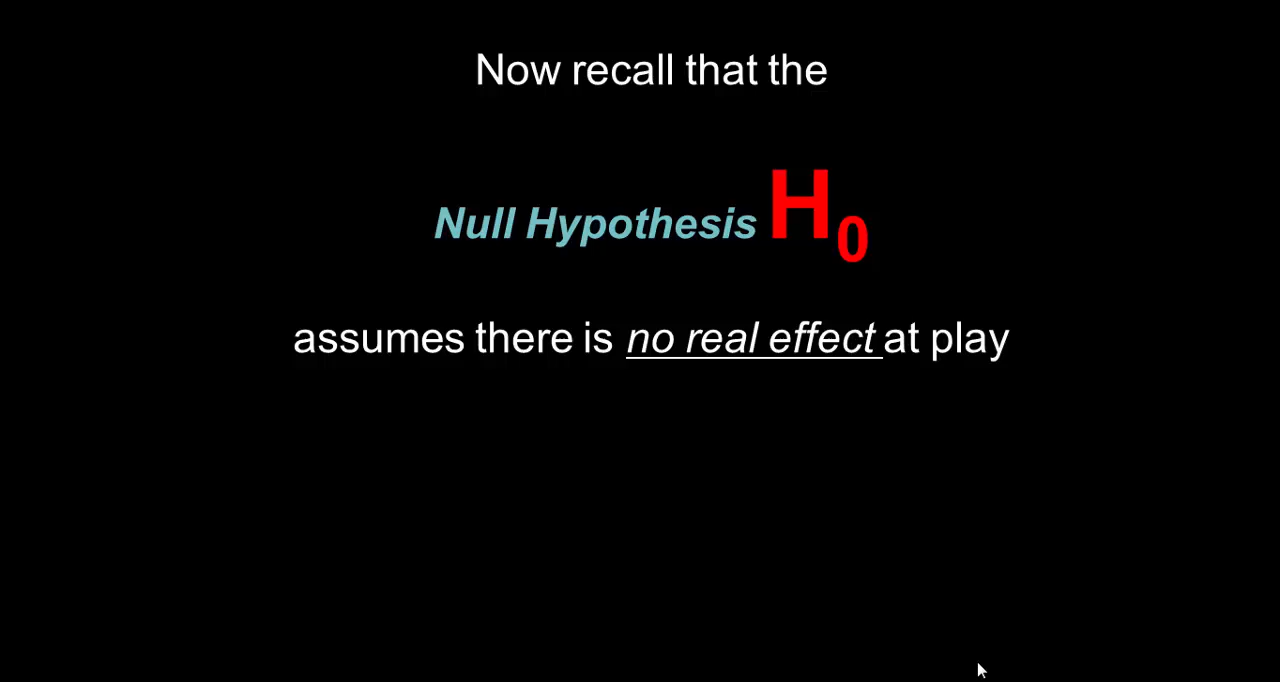 Now recall that the
Null Hypothesis H₀
assumes there is no real effect at play